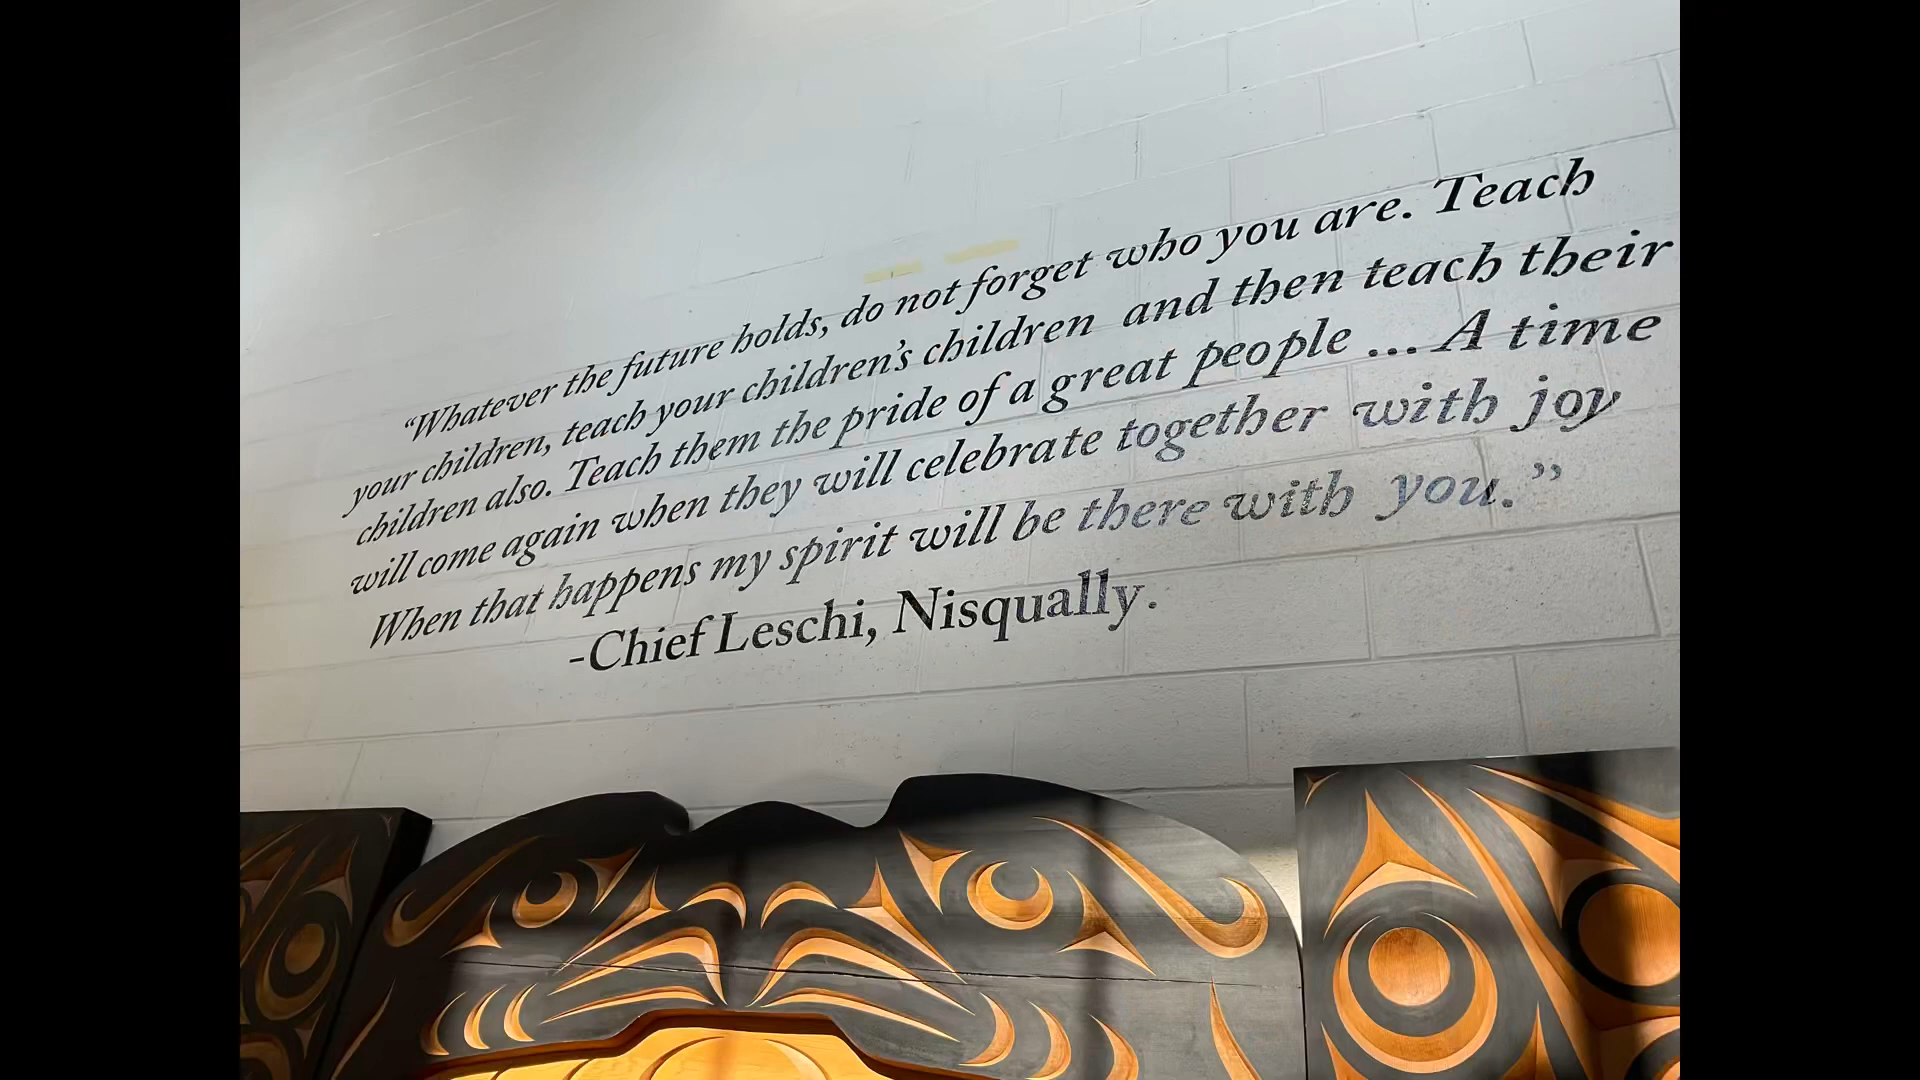 “Whatever the future holds, do not forget who you are. Teach
your children, teach your children’s children and then teach their
children also. Teach them the pride of a great people ... A time
will come again when they will celebrate together with joy
When that happens my spirit will be there with you.”
-Chief Leschi, Nisqually.